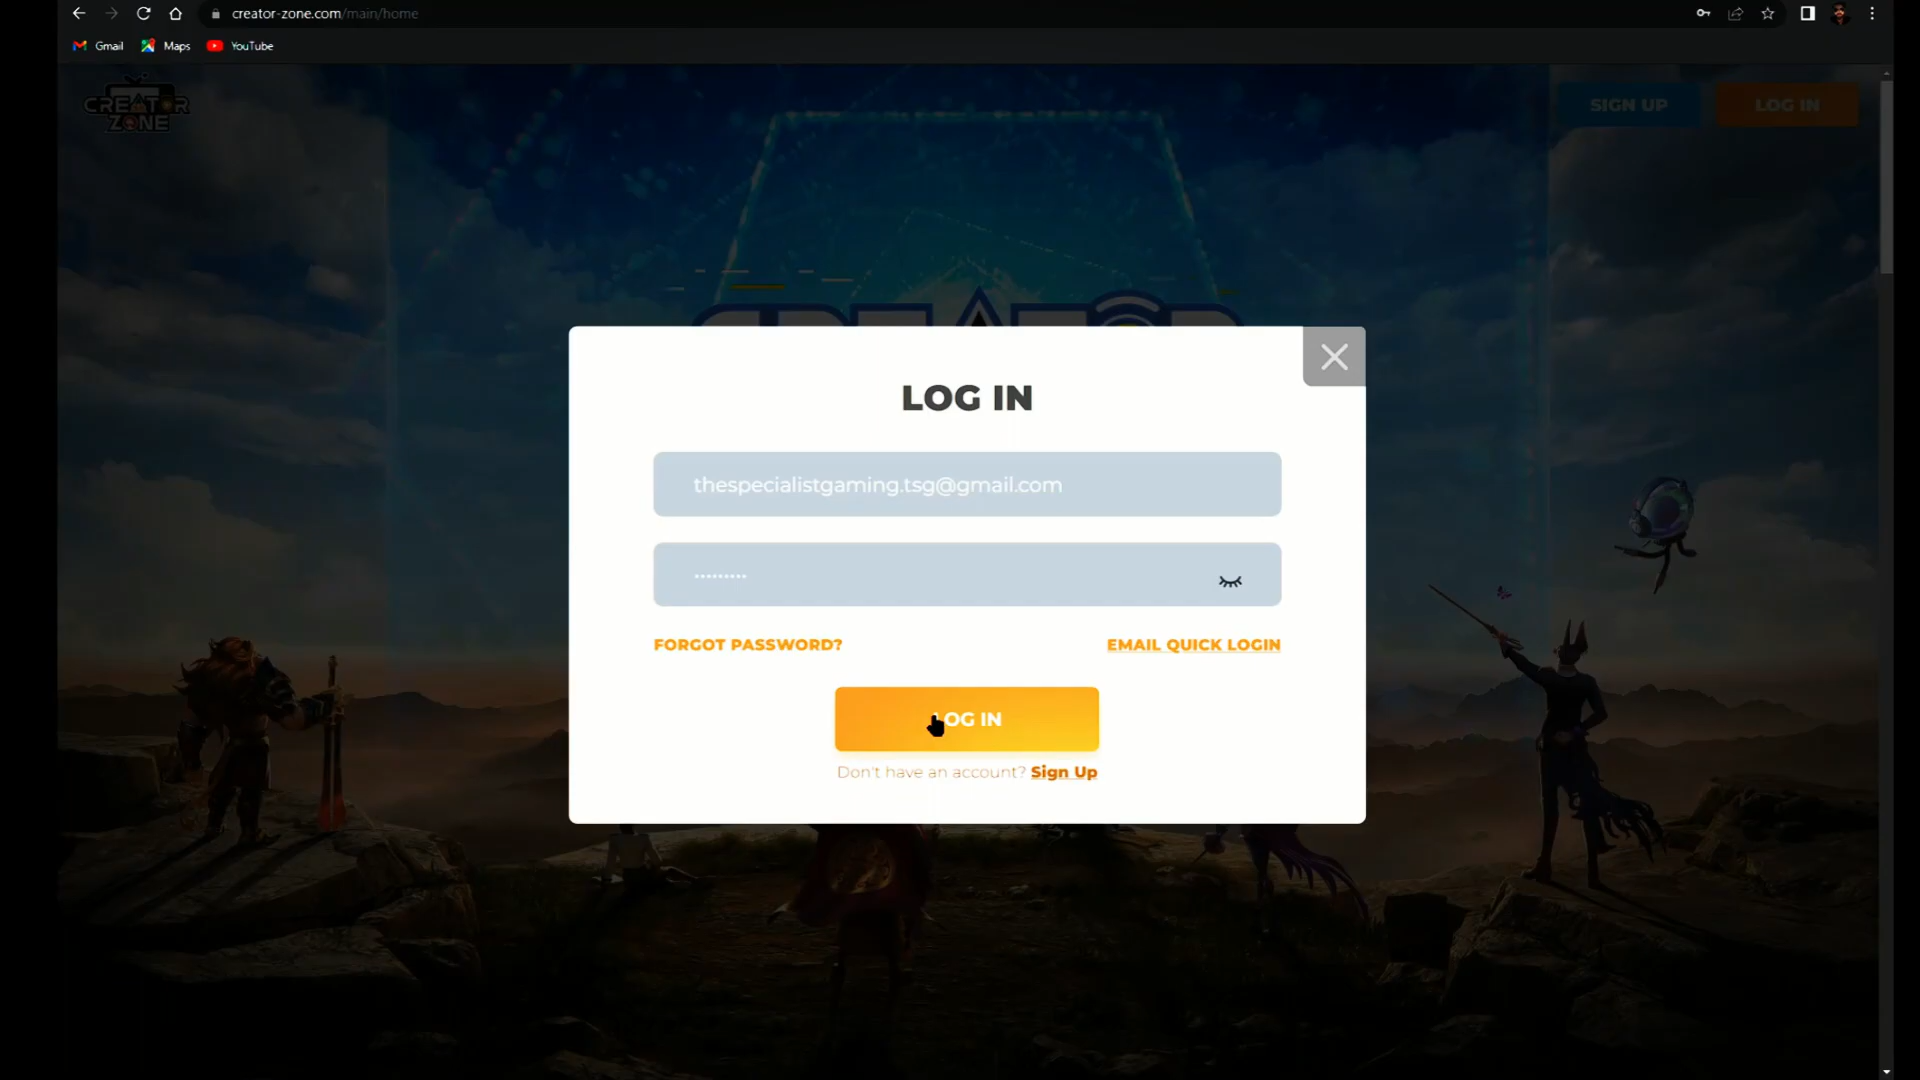 creator-zone.com/main/home
Gmail Maps YouTube
CREATOR
ZONE
SIGN UP LOG IN
LOG IN
thespecialistgaming.tsg@gmail.com
•••••••••
FORGOT PASSWORD? EMAIL QUICK LOGIN
LOG IN
Don't have an account? Sign Up